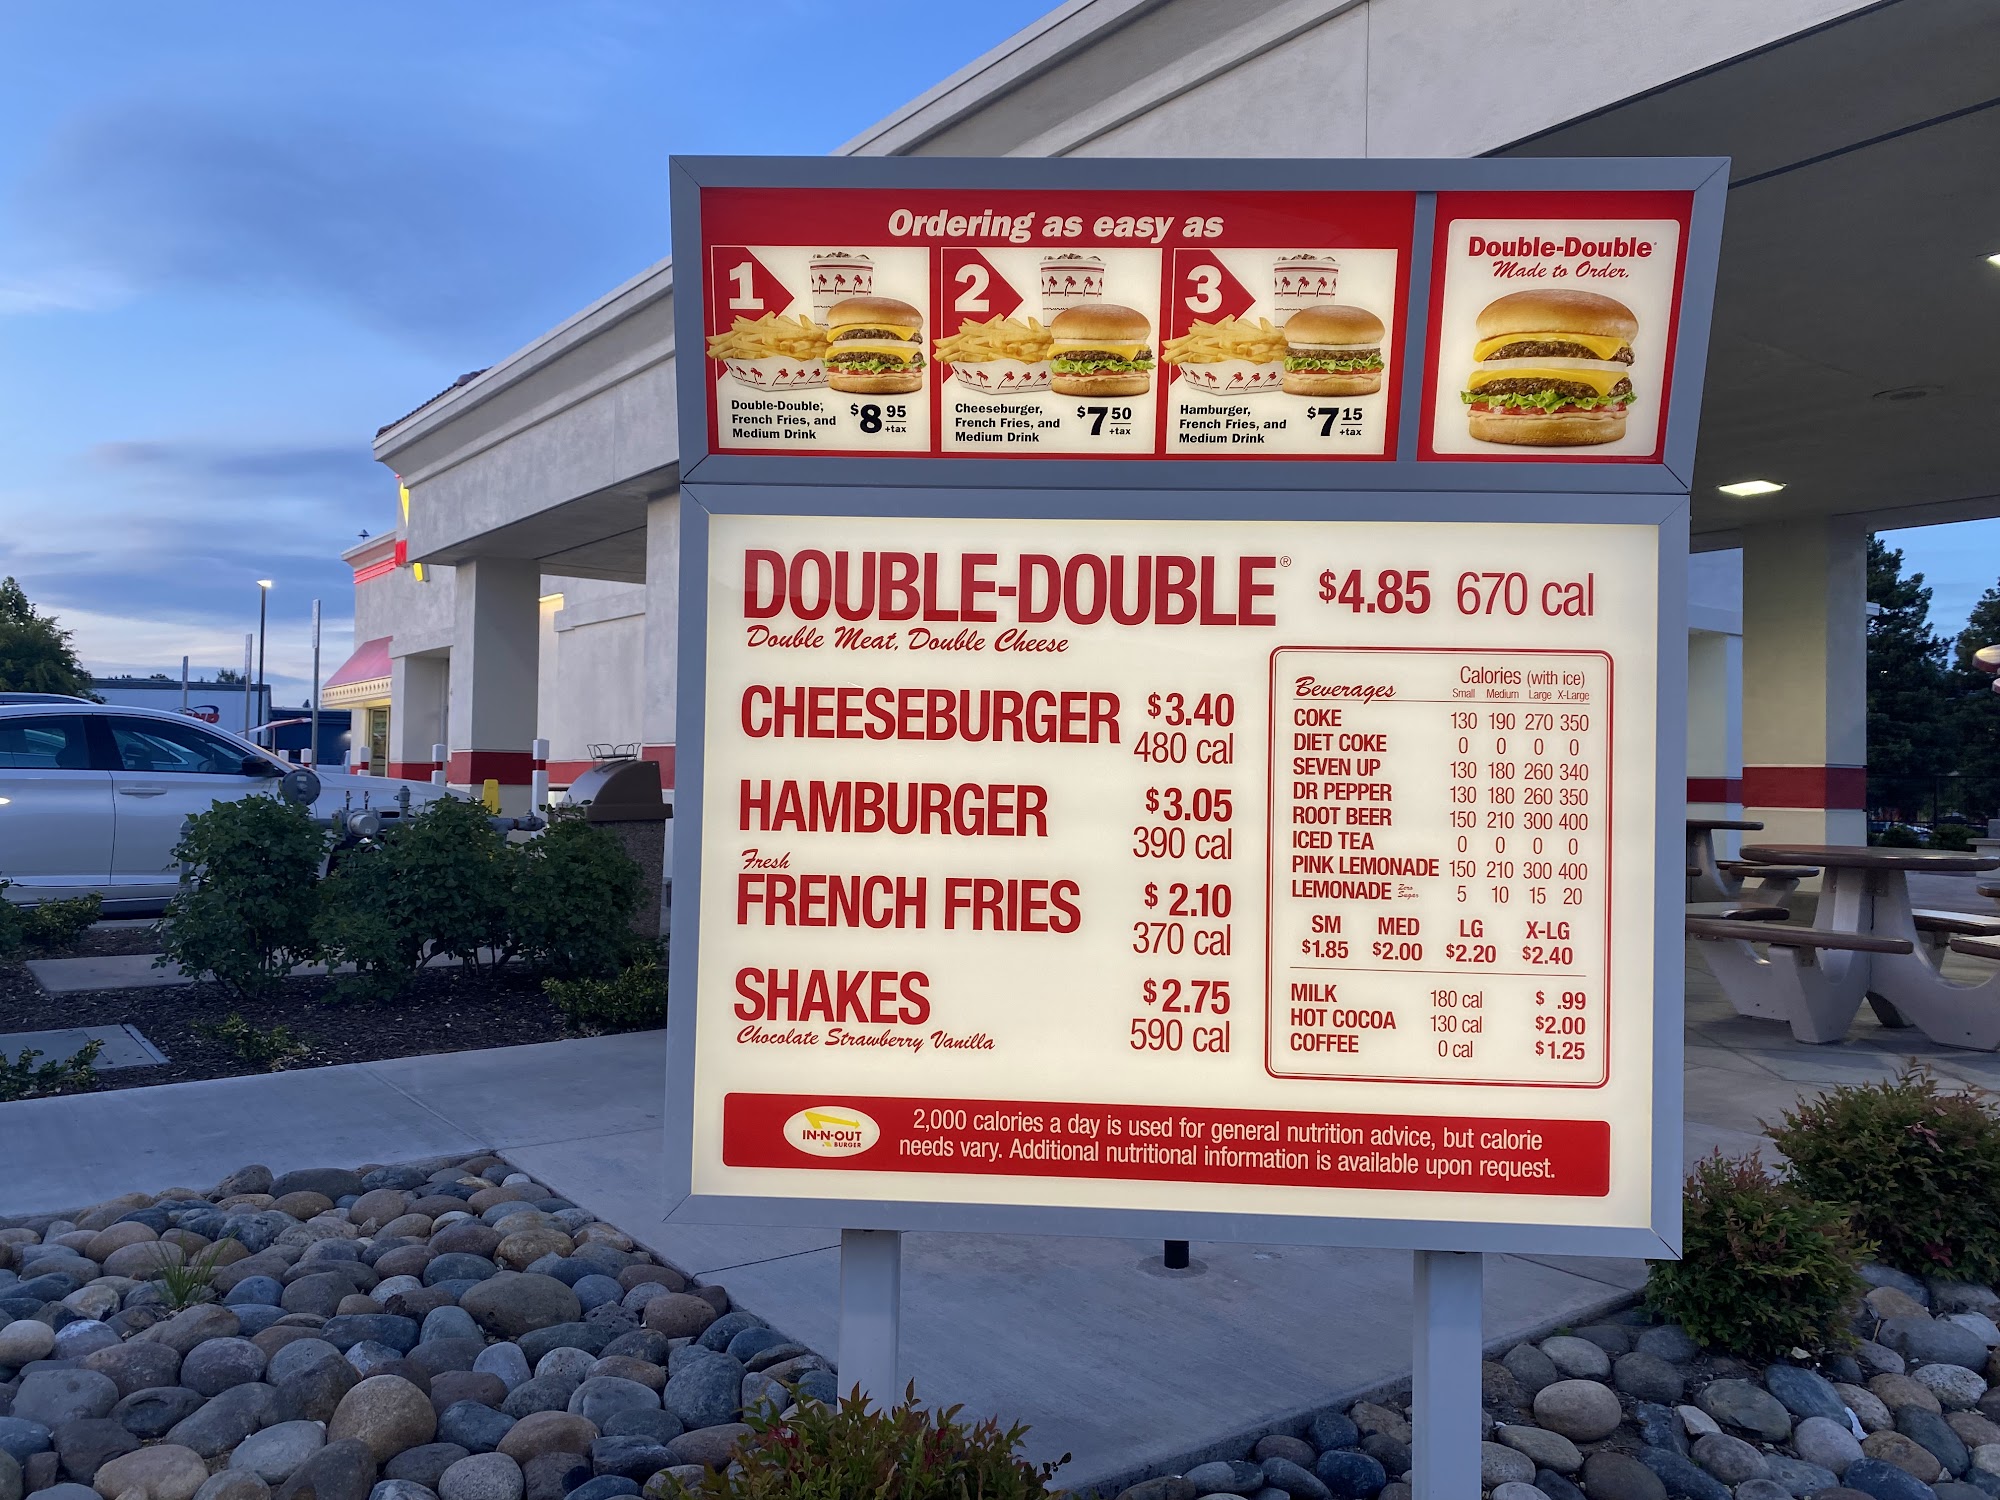 Ordering as easy as
1
Double-Double,
French Fries, and
Medium Drink
$8 95
+tax
2
Cheeseburger,
French Fries, and
Medium Drink
$7 50
+tax
3
Hamburger,
French Fries, and
Medium Drink
$7 15
+tax
Double-Double®
Made to Order.
DOUBLE-DOUBLE® $4.85 670 cal
Double Meat, Double Cheese
CHEESEBURGER $3.40
480 cal
HAMBURGER $3.05
390 cal
Fresh
FRENCH FRIES $2.10
370 cal
SHAKES $2.75
Chocolate Strawberry Vanilla 590 cal
Beverages Calories (with ice)
Small Medium Large X-Large
COKE 130 190 270 350
DIET COKE 0 0 0 0
SEVEN UP 130 180 260 340
DR PEPPER 130 180 260 350
ROOT BEER 150 210 300 400
ICED TEA 0 0 0 0
PINK LEMONADE 150 210 300 400
LEMONADE Zero Sugar 5 10 15 20
SM MED LG X-LG
$1.85 $2.00 $2.20 $2.40
MILK 180 cal $ .99
HOT COCOA 130 cal $2.00
COFFEE 0 cal $1.25
IN-N-OUT
BURGER
2,000 calories a day is used for general nutrition advice, but calorie
needs vary. Additional nutritional information is available upon request.